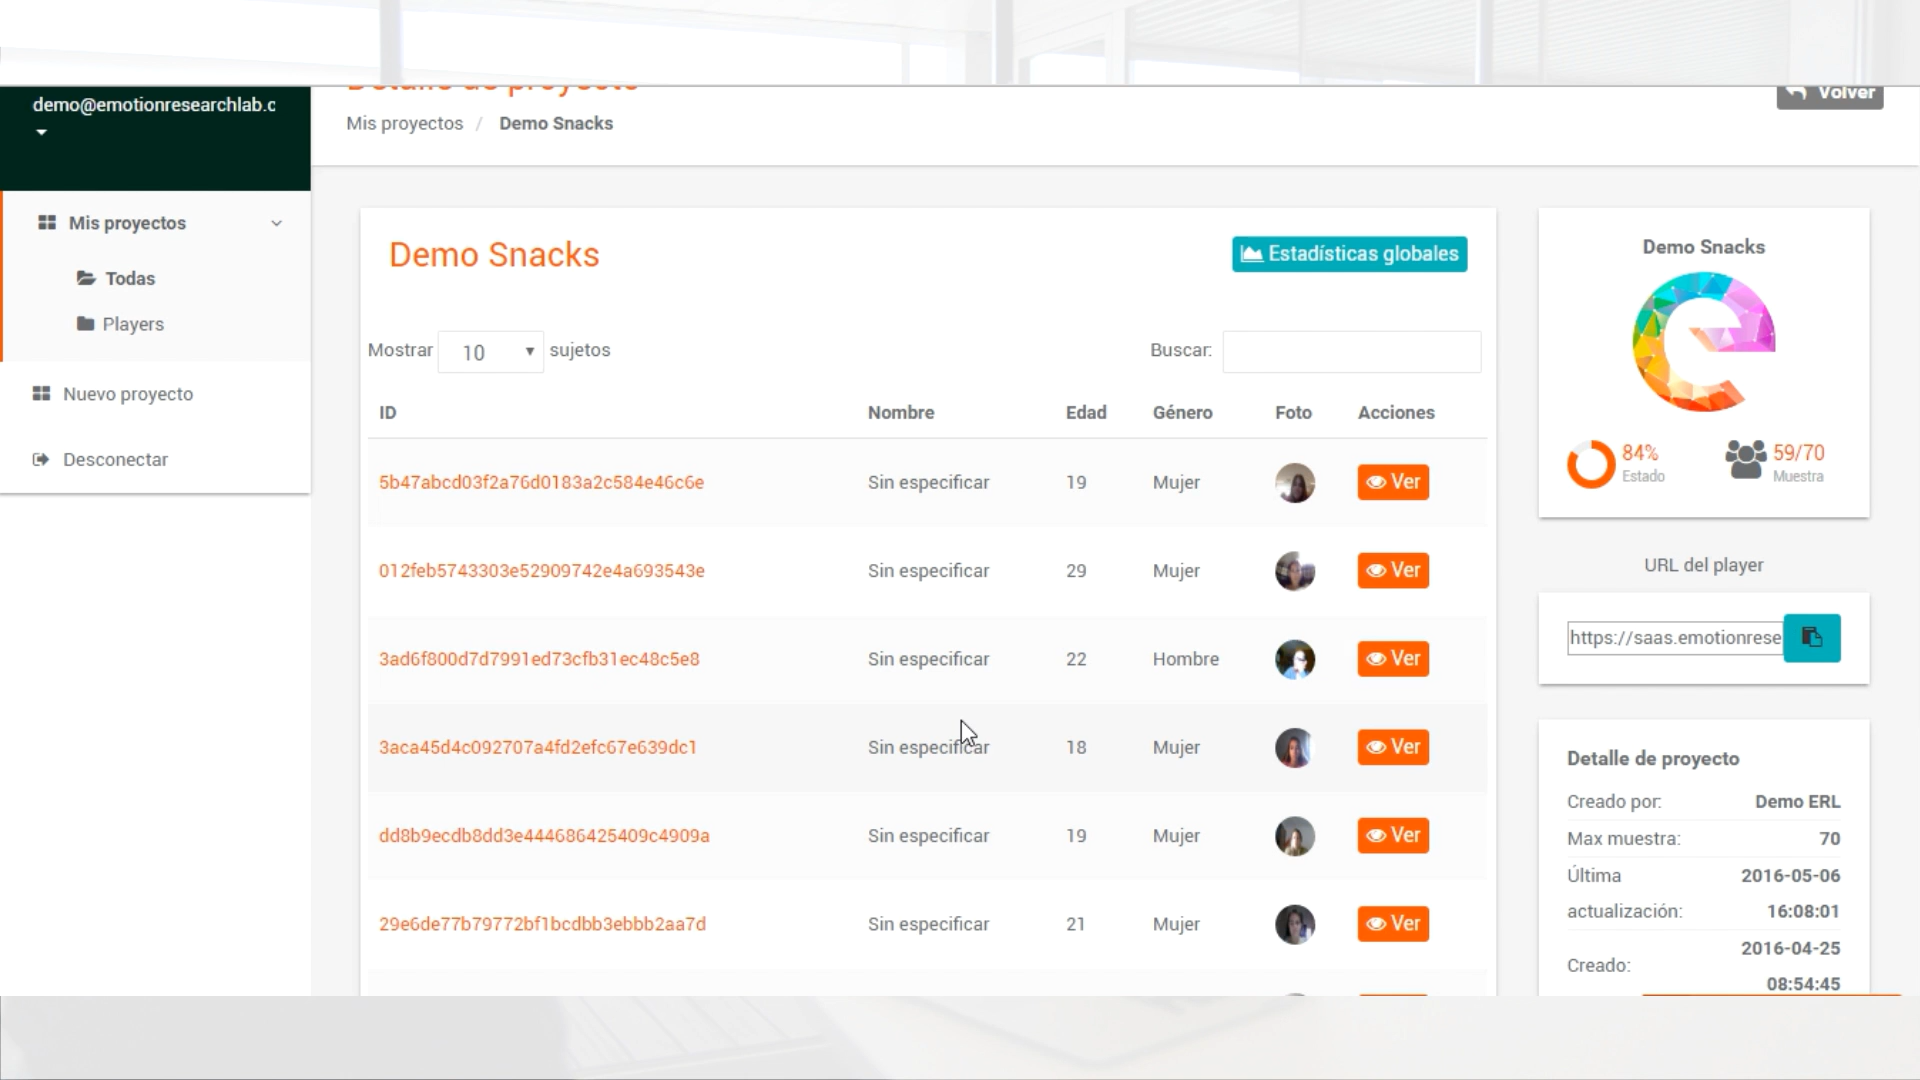 demo@emotionresearchlab.c
Detalle de proyecto
Volver
Mis proyectos / Demo Snacks
Mis proyectos
Todas
Players
Nuevo proyecto
Desconectar
Demo Snacks
Estadísticas globales
Mostrar 10 sujetos
Buscar:
ID Nombre Edad Género Foto Acciones
5b47abcd03f2a76d0183a2c584e46c6e Sin especificar 19 Mujer Ver
012feb5743303e52909742e4a693543e Sin especificar 29 Mujer Ver
3ad6f800d7d7991ed73cfb31ec48c5e8 Sin especificar 22 Hombre Ver
3aca45d4c092707a4fd2efc67e639dc1 Sin especificar 18 Mujer Ver
dd8b9ecdb8dd3e444686425409c4909a Sin especificar 19 Mujer Ver
29e6de77b79772bf1bcdbb3ebbb2aa7d Sin especificar 21 Mujer Ver
Demo Snacks
84% Estado
59/70 Muestra
URL del player
https://saas.emotionrese
Detalle de proyecto
Creado por: Demo ERL
Max muestra: 70
Última actualización: 2016-05-06 16:08:01
Creado: 2016-04-25 08:54:45